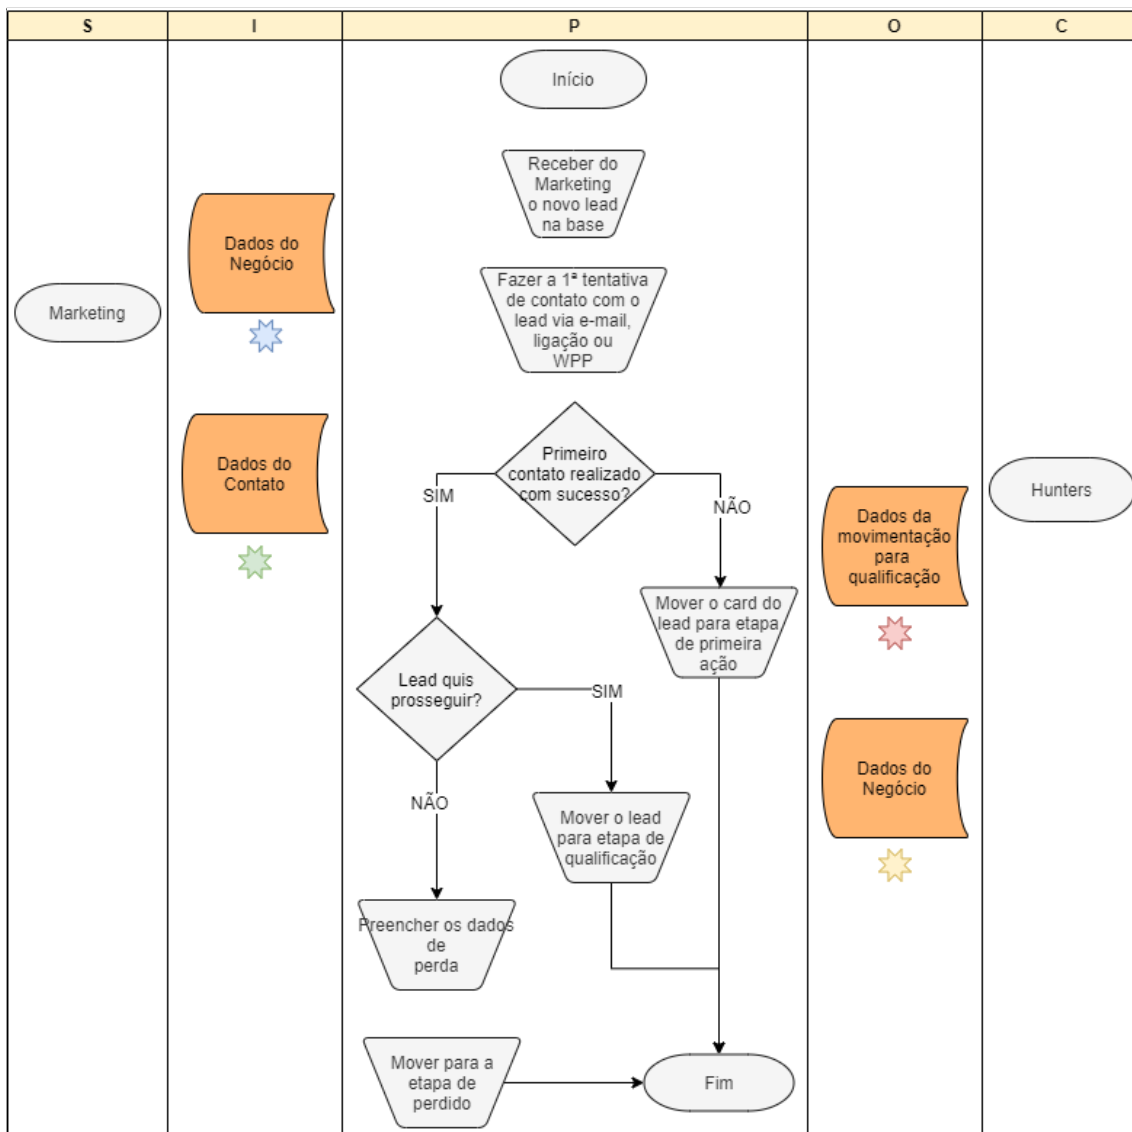 S
I
P
O
C
Início
Receber do
Marketing
o novo lead
na base
Dados do
Negócio
Marketing
Fazer a 1ª tentativa
de contato com o
lead via e-mail,
ligação ou
WPP
Dados do
Contato
Primeiro
contato realizado
com sucesso?
SIM
NÃO
Hunters
Dados da
movimentação
para
qualificação
Mover o card do
lead para etapa
de primeira
ação
Lead quis
prosseguir?
SIM
NÃO
Dados do
Negócio
Mover o lead
para etapa de
qualificação
Preencher os dados
de
perda
Mover para a
etapa de
perdido
Fim